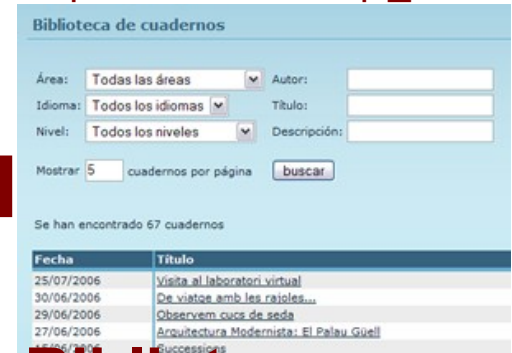 Biblioteca de cuadernos
Área: Todas las áreas Autor:
Idioma: Todos los idiomas Título:
Nivel: Todos los niveles Descripción:
Mostrar 5 cuadernos por página buscar
Se han encontrado 67 cuadernos
Fecha Título
25/07/2006 Visita al laboratori virtual
30/06/2006 De viatge amb les rajoles...
29/06/2006 Observem cucs de seda
27/06/2006 Arquitectura Modernista: El Palau Güell
15/06/2006 Successions